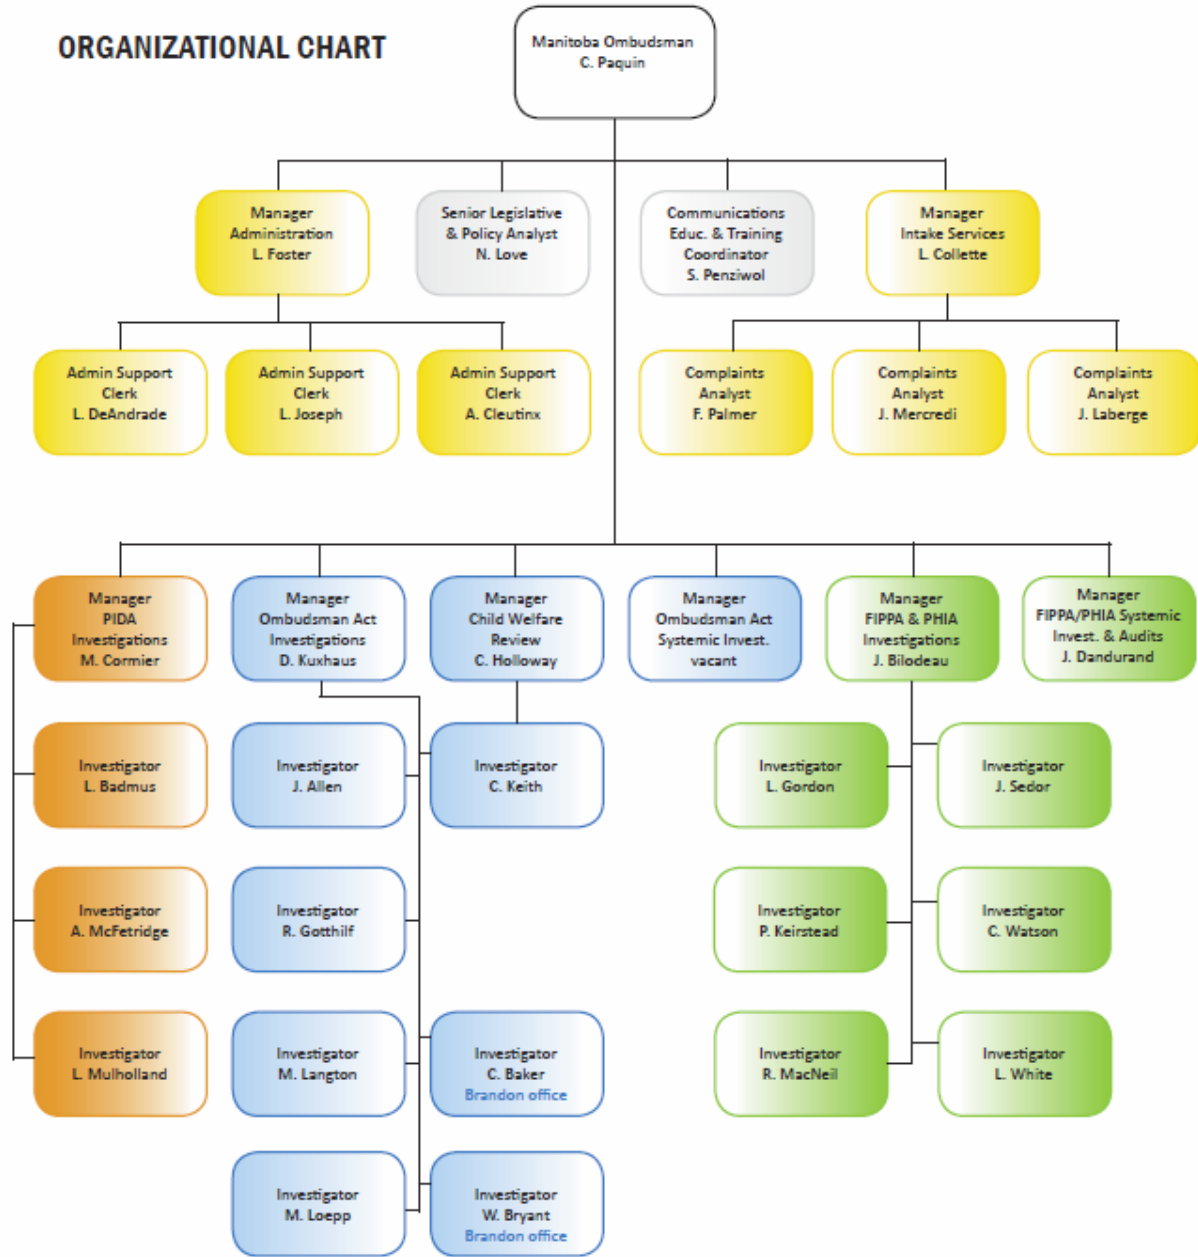 ORGANIZATIONAL CHART
Manitoba Ombudsman
C. Paquin
Manager
Administration
L. Foster
Senior Legislative
& Policy Analyst
N. Love
Communications
Educ. & Training
Coordinator
S. Penziwol
Manager
Intake Services
L. Collette
Admin Support
Clerk
L. DeAndrade
Admin Support
Clerk
L. Joseph
Admin Support
Clerk
A. Cleutinx
Complaints
Analyst
F. Palmer
Complaints
Analyst
J. Mercredi
Complaints
Analyst
J. Laberge
Manager
PIDA
Investigations
M. Cormier
Manager
Ombudsman Act
Investigations
D. Kuxhaus
Manager
Child Welfare
Review
C. Holloway
Manager
Ombudsman Act
Systemic Invest.
vacant
Manager
FIPPA & PHIA
Investigations
J. Bilodeau
Manager
FIPPA/PHIA Systemic
Invest. & Audits
J. Dandurand
Investigator
L. Badmus
Investigator
J. Allen
Investigator
C. Keith
Investigator
L. Gordon
Investigator
J. Sedor
Investigator
A. McFetridge
Investigator
R. Gotthilf
Investigator
P. Keirstead
Investigator
C. Watson
Investigator
L. Mulholland
Investigator
M. Langton
Investigator
C. Baker
Brandon office
Investigator
R. MacNeil
Investigator
L. White
Investigator
M. Loepp
Investigator
W. Bryant
Brandon office